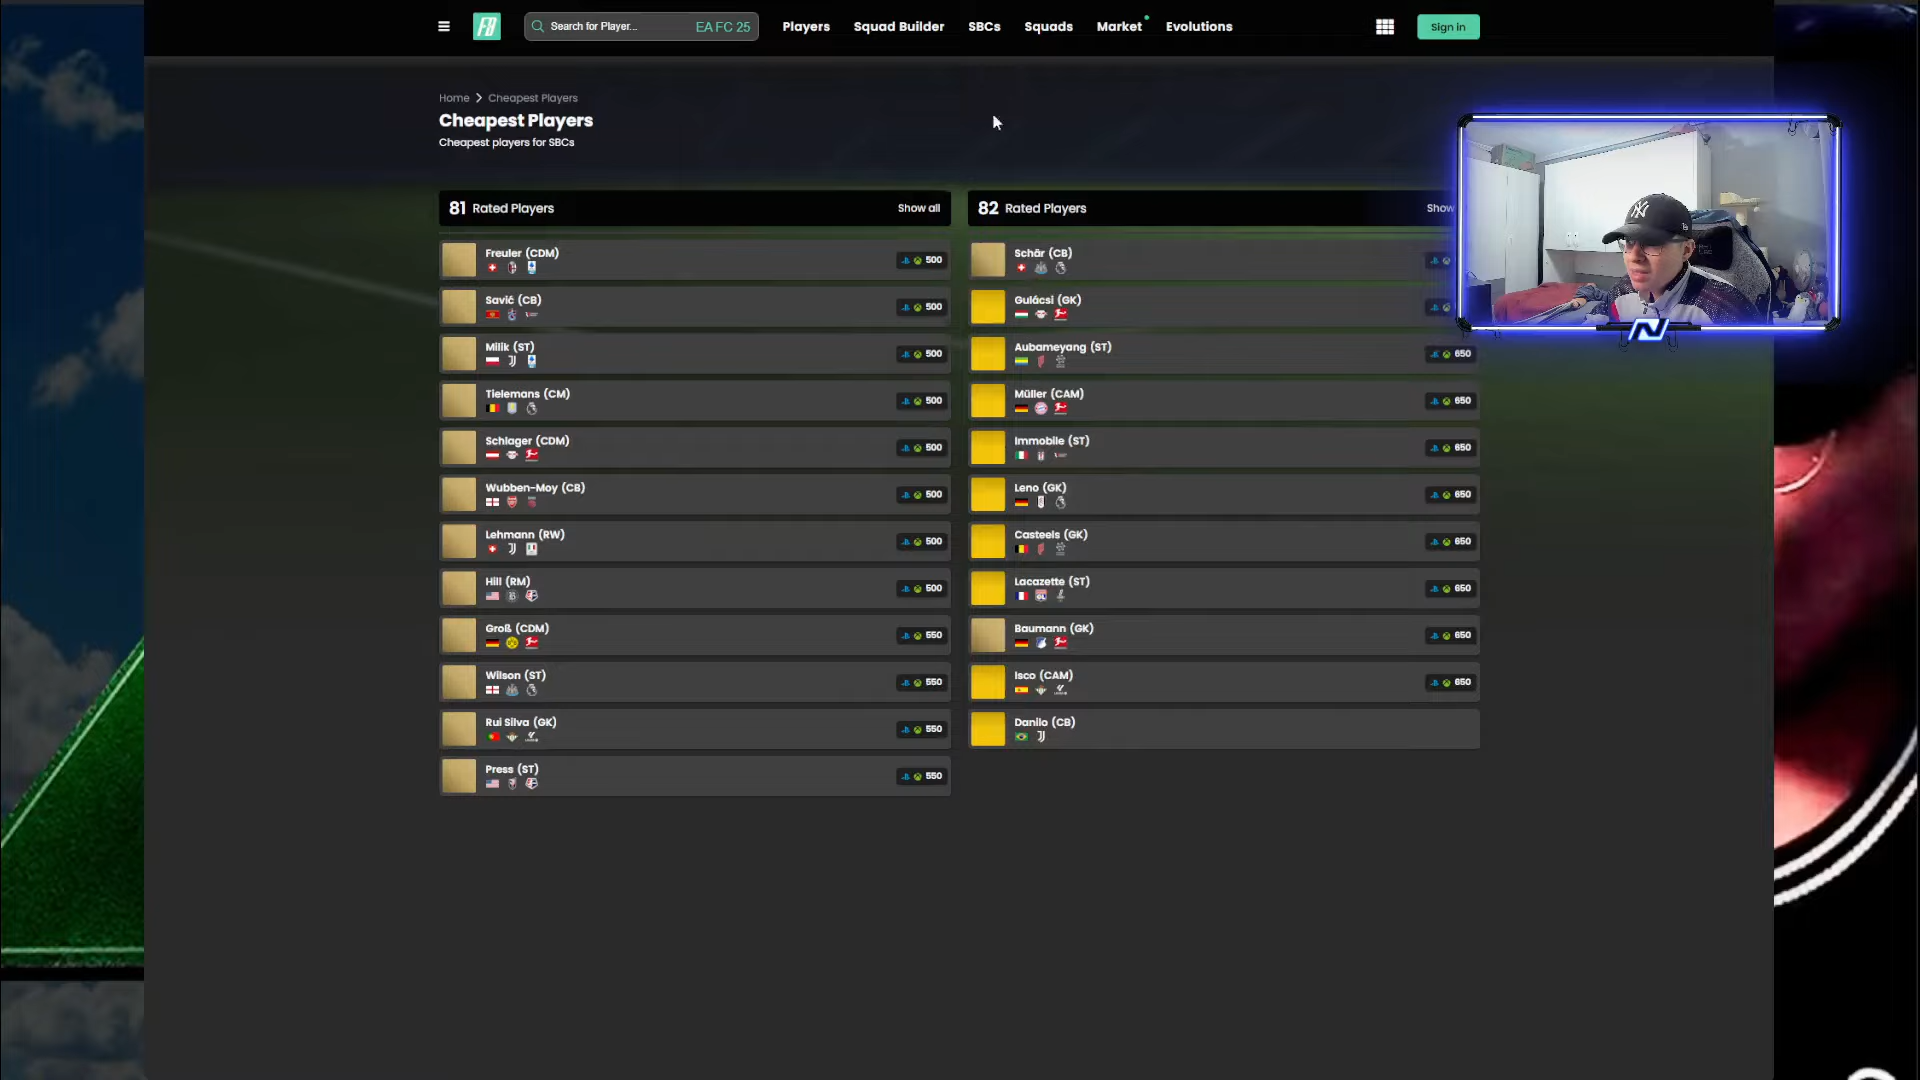 FB
Search for Player...
EA FC 25
Players
Squad Builder
SBCs
Squads
Market
Evolutions
Sign in
Home
Cheapest Players
Cheapest Players
Cheapest players for SBCs
81 Rated Players
Show all
Freuler (CDM)
500
Savić (CB)
500
Milik (ST)
500
Tielemans (CM)
500
Schlager (CDM)
500
Wubben-Moy (CB)
500
Lehmann (RW)
500
Hill (RM)
500
Groß (CDM)
550
Wilson (ST)
550
Rui Silva (GK)
550
Press (ST)
550
82 Rated Players
Show
Schär (CB)
Gulácsi (GK)
Aubameyang (ST)
650
Müller (CAM)
650
Immobile (ST)
650
Leno (GK)
650
Casteels (GK)
650
Lacazette (ST)
650
Baumann (GK)
650
Isco (CAM)
650
Danilo (CB)